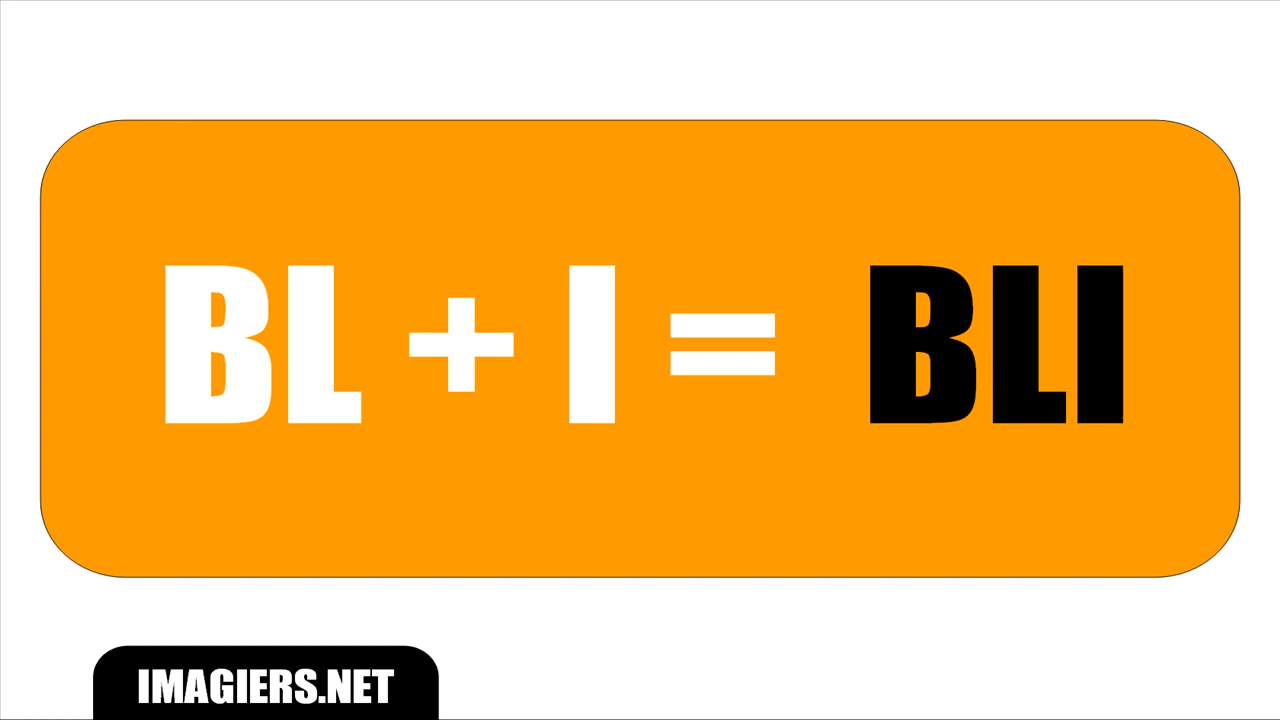 BL + I = BLI
IMAGIERS.NET